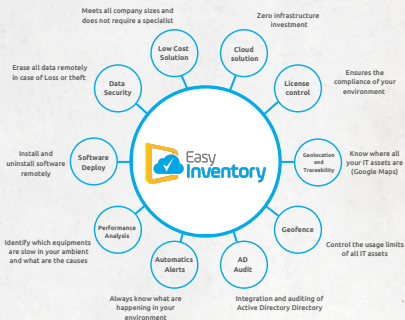 Meets all company sizes and
does not require a specialist
Zero infrastructure
investment
Low Cost
Solution
Cloud
solution
Erase all data remotely
in case of Loss or theft
Data
Security
License
control
Ensures the
compliance of your
environment
Install and
uninstall software
remotely
Software
Deploy
Easy
Inventory
Geolocation
and
Traceability
Know where all
your IT assets are
(Google Maps)
Performance
Analysis
Geofence
Identify which equipments
are slow in your ambient
and what are the causes
Automatics
Alerts
AD
Audit
Control the usage limits
of all IT assets
Always know what are
happening in your
environment
Integration and auditing of
Active Directory Directory